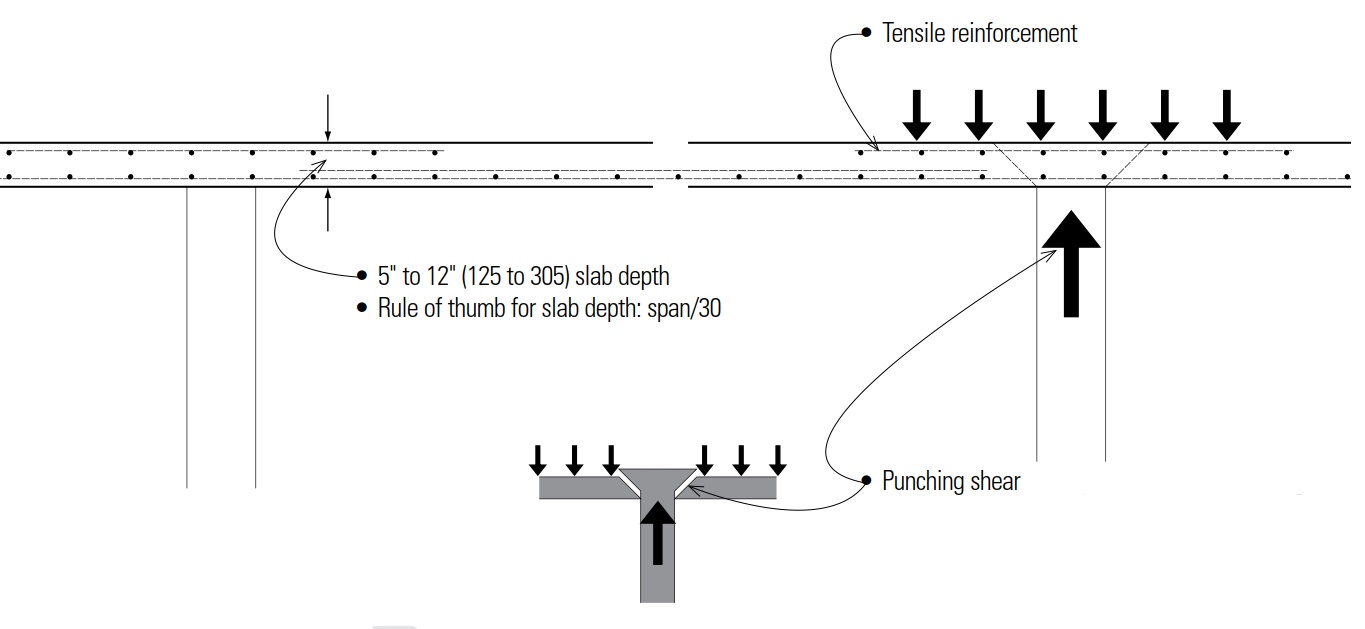 Tensile reinforcement
5" to 12" (125 to 305) slab depth
Rule of thumb for slab depth: span/30
Punching shear